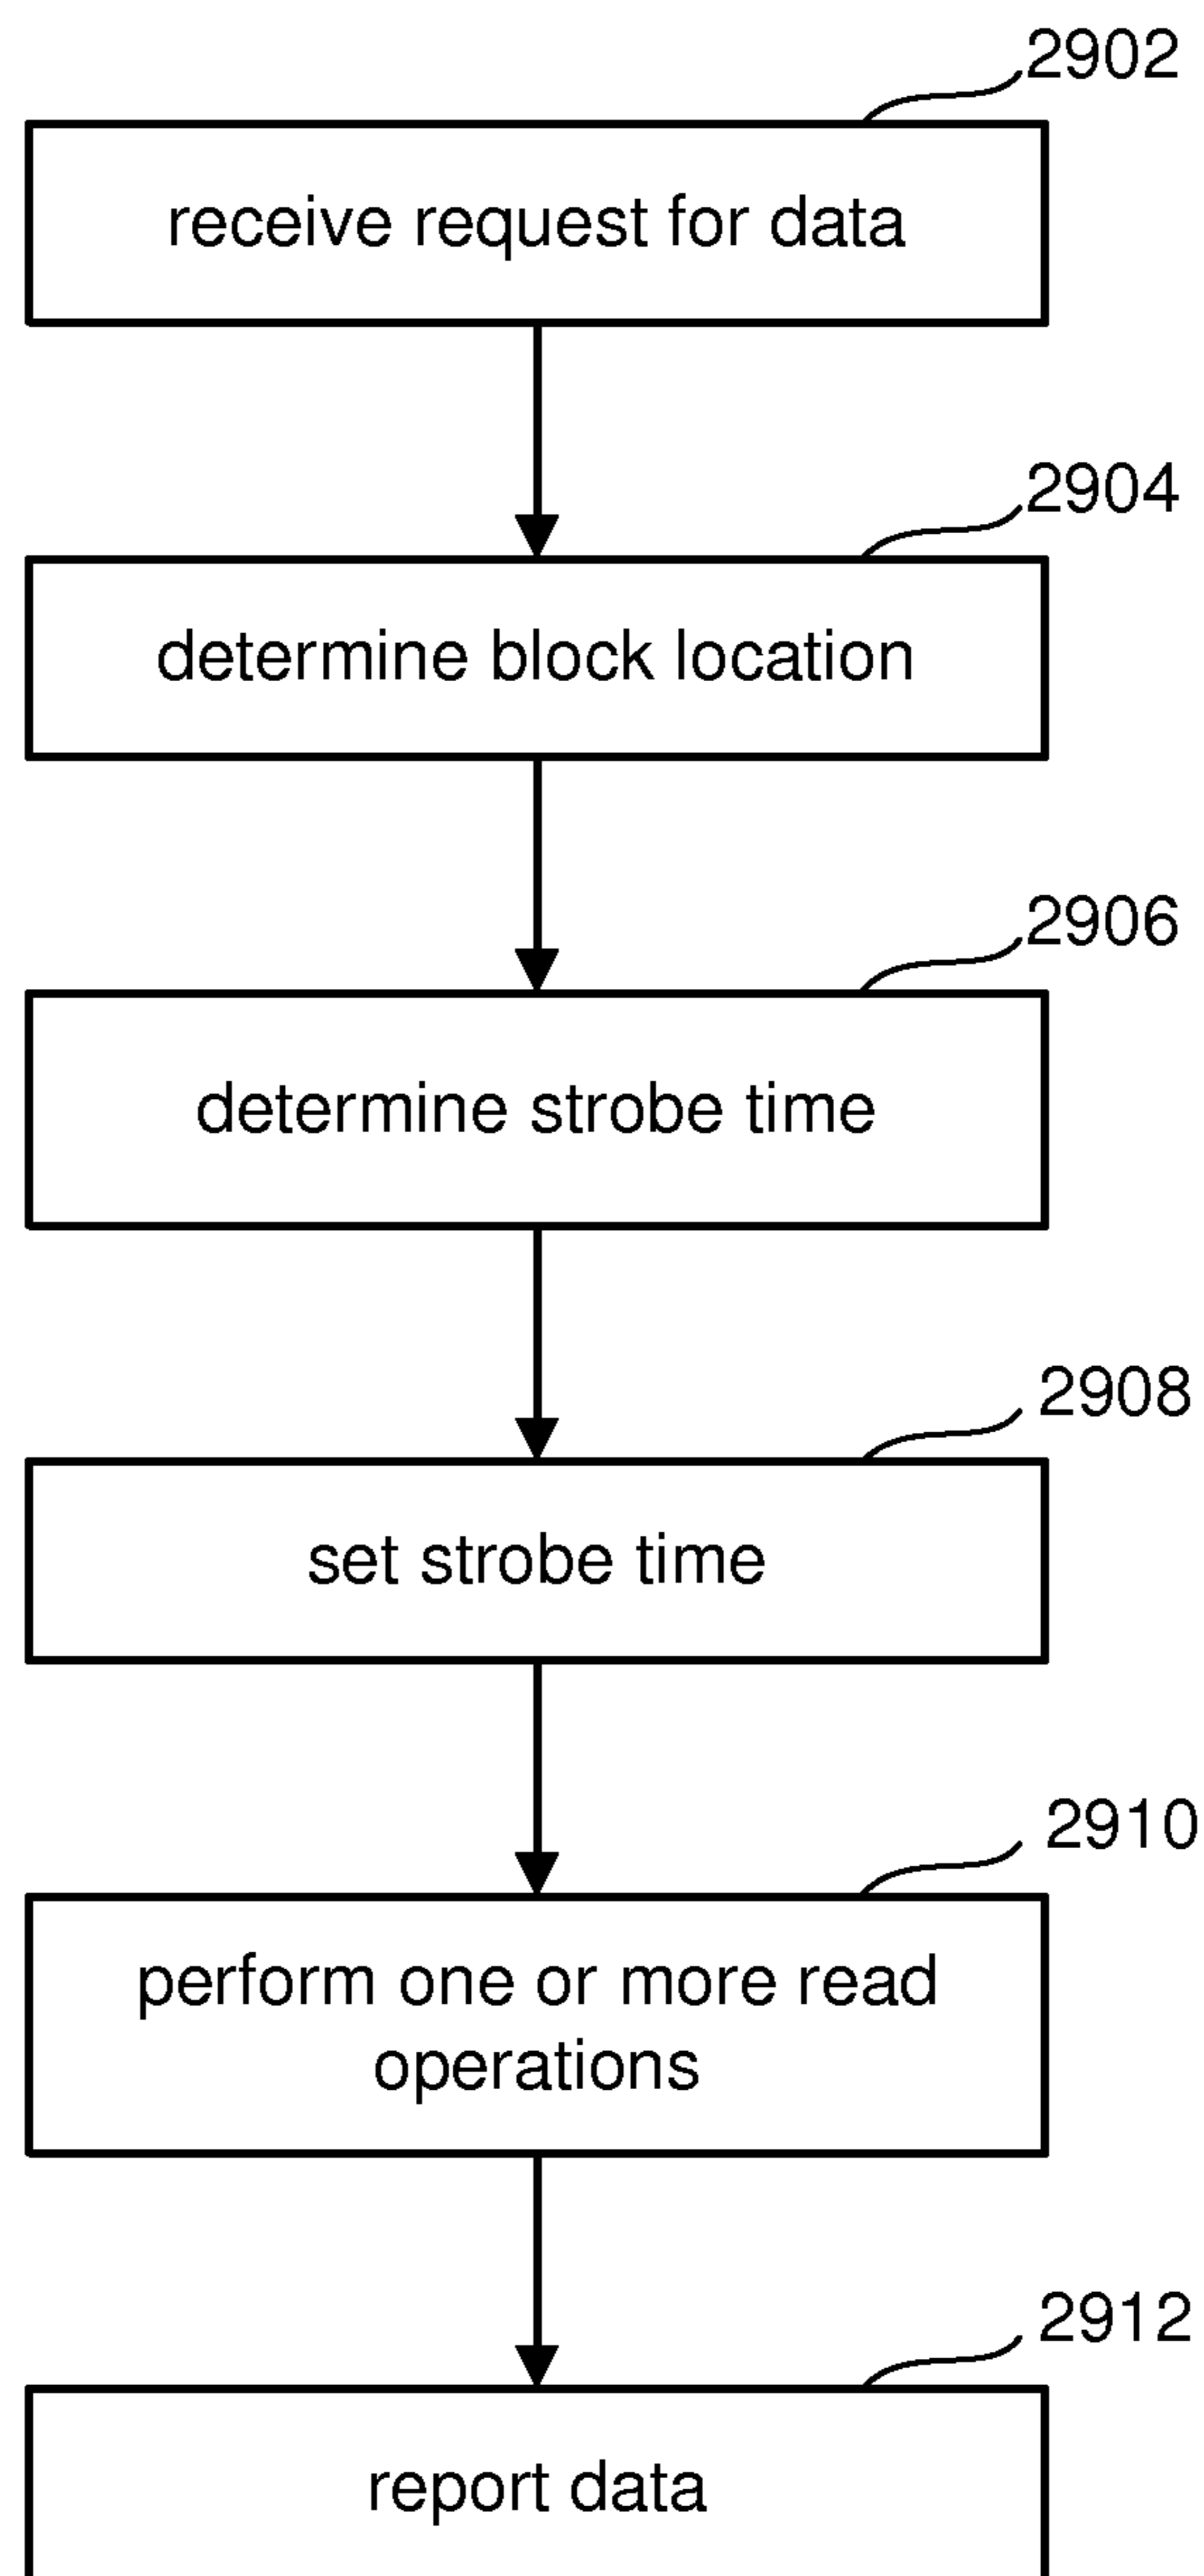 2902
receive request for data
2904
determine block location
2906
determine strobe time
2908
set strobe time
2910
perform one or more read
operations
2912
report data